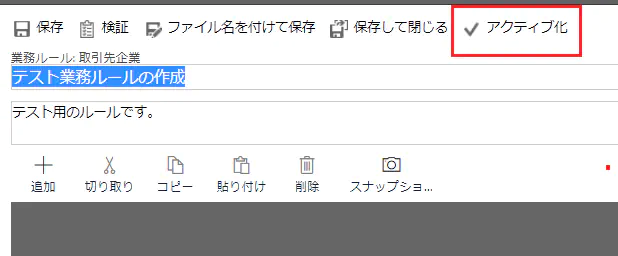 保存 検証 ファイル名を付けて保存 保存して閉じる アクティブ化
業務ルール: 取引先企業
テスト業務ルールの作成
テスト用のルールです。
追加 切り取り コピー 貼り付け 削除 スナップショ...